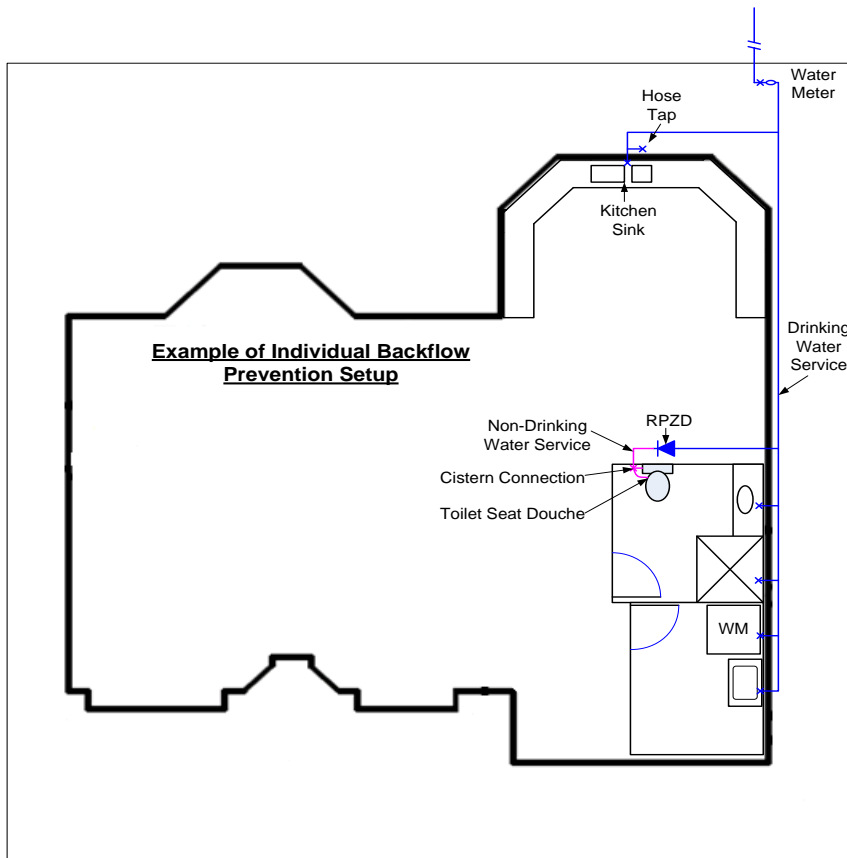 Water
Meter
Hose
Tap
Kitchen
Sink
Drinking
Water
Service
Example of Individual Backflow
Prevention Setup
Non-Drinking
Water Service
RPZD
Cistern Connection
Toilet Seat Douche
WM